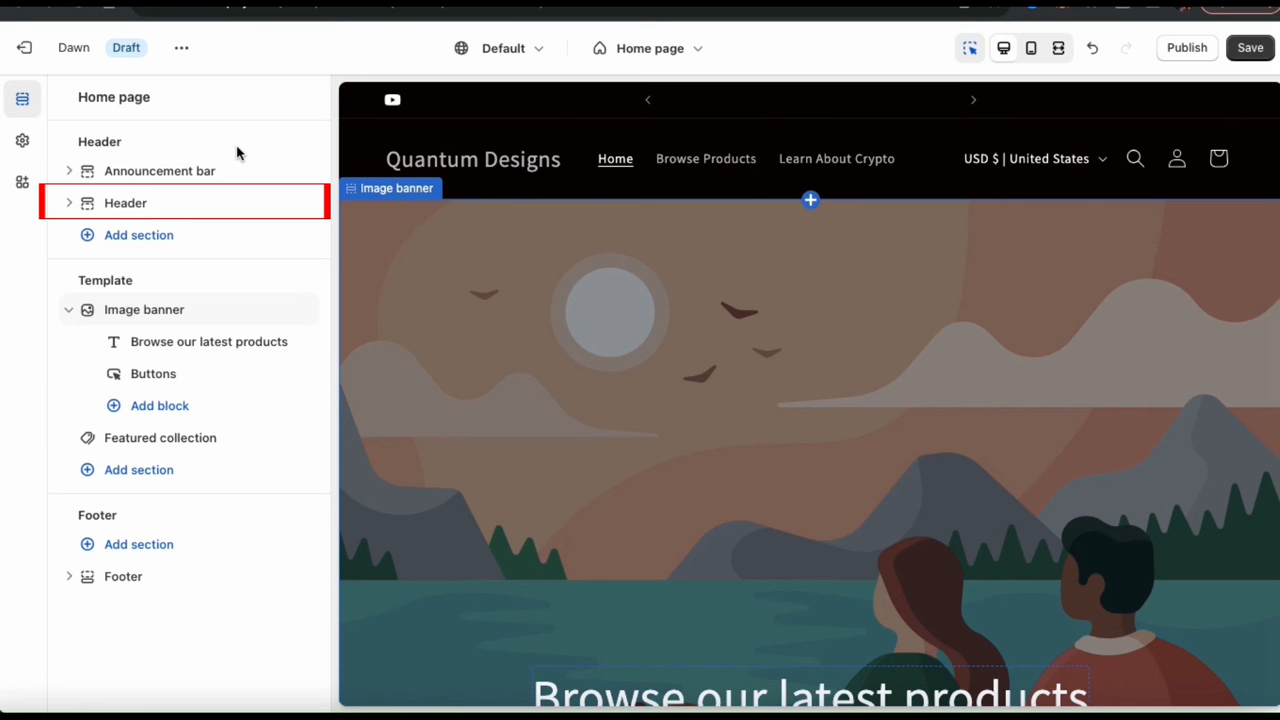 Dawn Draft Default Home page Publish Save
Home page
Header
Announcement bar
Header
Add section
Template
Image banner
Browse our latest products
Buttons
Add block
Featured collection
Add section
Footer
Add section
Footer
Quantum Designs Home Browse Products Learn About Crypto USD $ | United States
Image banner
Browse our latest products